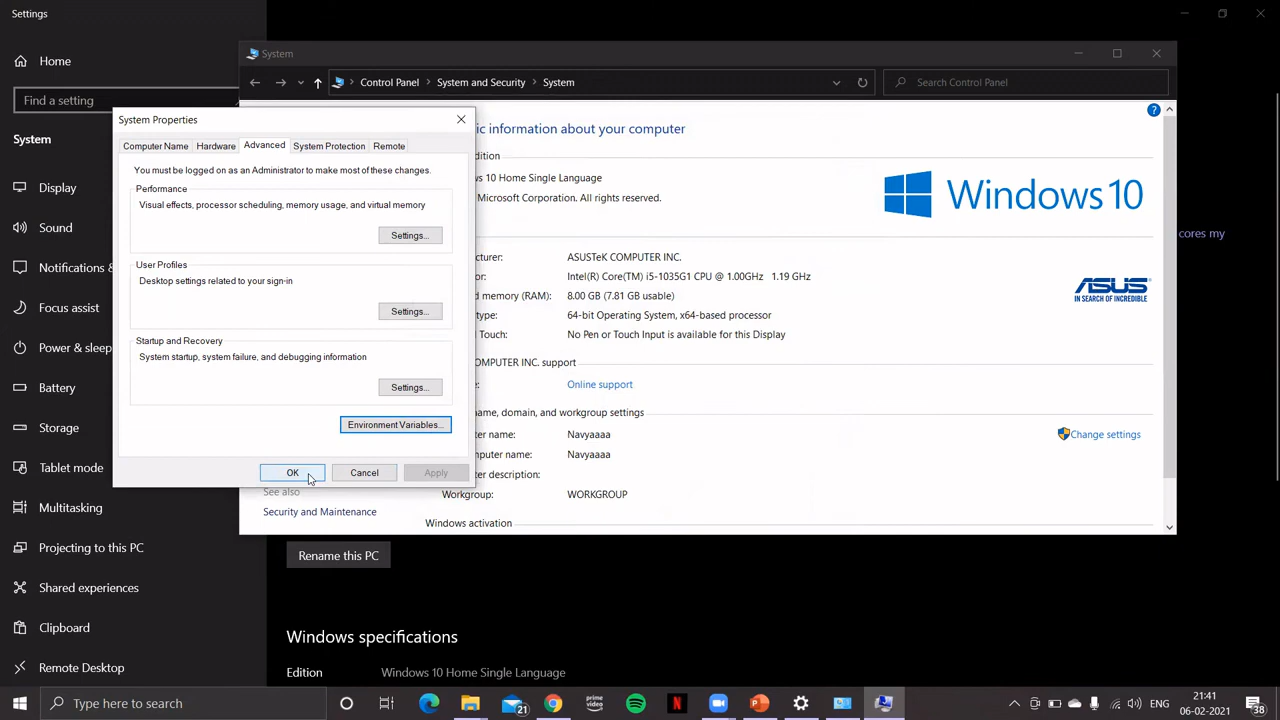 Settings
Home
Find a setting
System
Display
Sound
Notifications &
Focus assist
Power & sleep
Battery
Storage
Tablet mode
Multitasking
Projecting to this PC
Shared experiences
Clipboard
Remote Desktop
System
Control Panel
System and Security
System
Search Control Panel
System Properties
Computer Name
Hardware
Advanced
System Protection
Remote
You must be logged on as an Administrator to make most of these changes.
Performance
Visual effects, processor scheduling, memory usage, and virtual memory
Settings...
User Profiles
Desktop settings related to your sign-in
Settings...
Startup and Recovery
System startup, system failure, and debugging information
Settings...
Environment Variables...
OK
Cancel
Apply
ic information about your computer
dition
s 10 Home Single Language
Microsoft Corporation. All rights reserved.
Windows 10
cores my
cturer: ASUSTeK COMPUTER INC.
or: Intel(R) Core(TM) i5-1035G1 CPU @ 1.00GHz 1.19 GHz
d memory (RAM): 8.00 GB (7.81 GB usable)
type: 64-bit Operating System, x64-based processor
d Touch: No Pen or Touch Input is available for this Display
ASUS
IN SEARCH OF INCREDIBLE
OMPUTER INC. support
e: Online support
name, domain, and workgroup settings
ter name: Navyaaaa
mputer name: Navyaaaa
ter description:
Workgroup: WORKGROUP
Change settings
See also
Security and Maintenance
Windows activation
Rename this PC
Windows specifications
Edition Windows 10 Home Single Language
Type here to search
21
prime video
N
ENG
21:41
06-02-2021
38